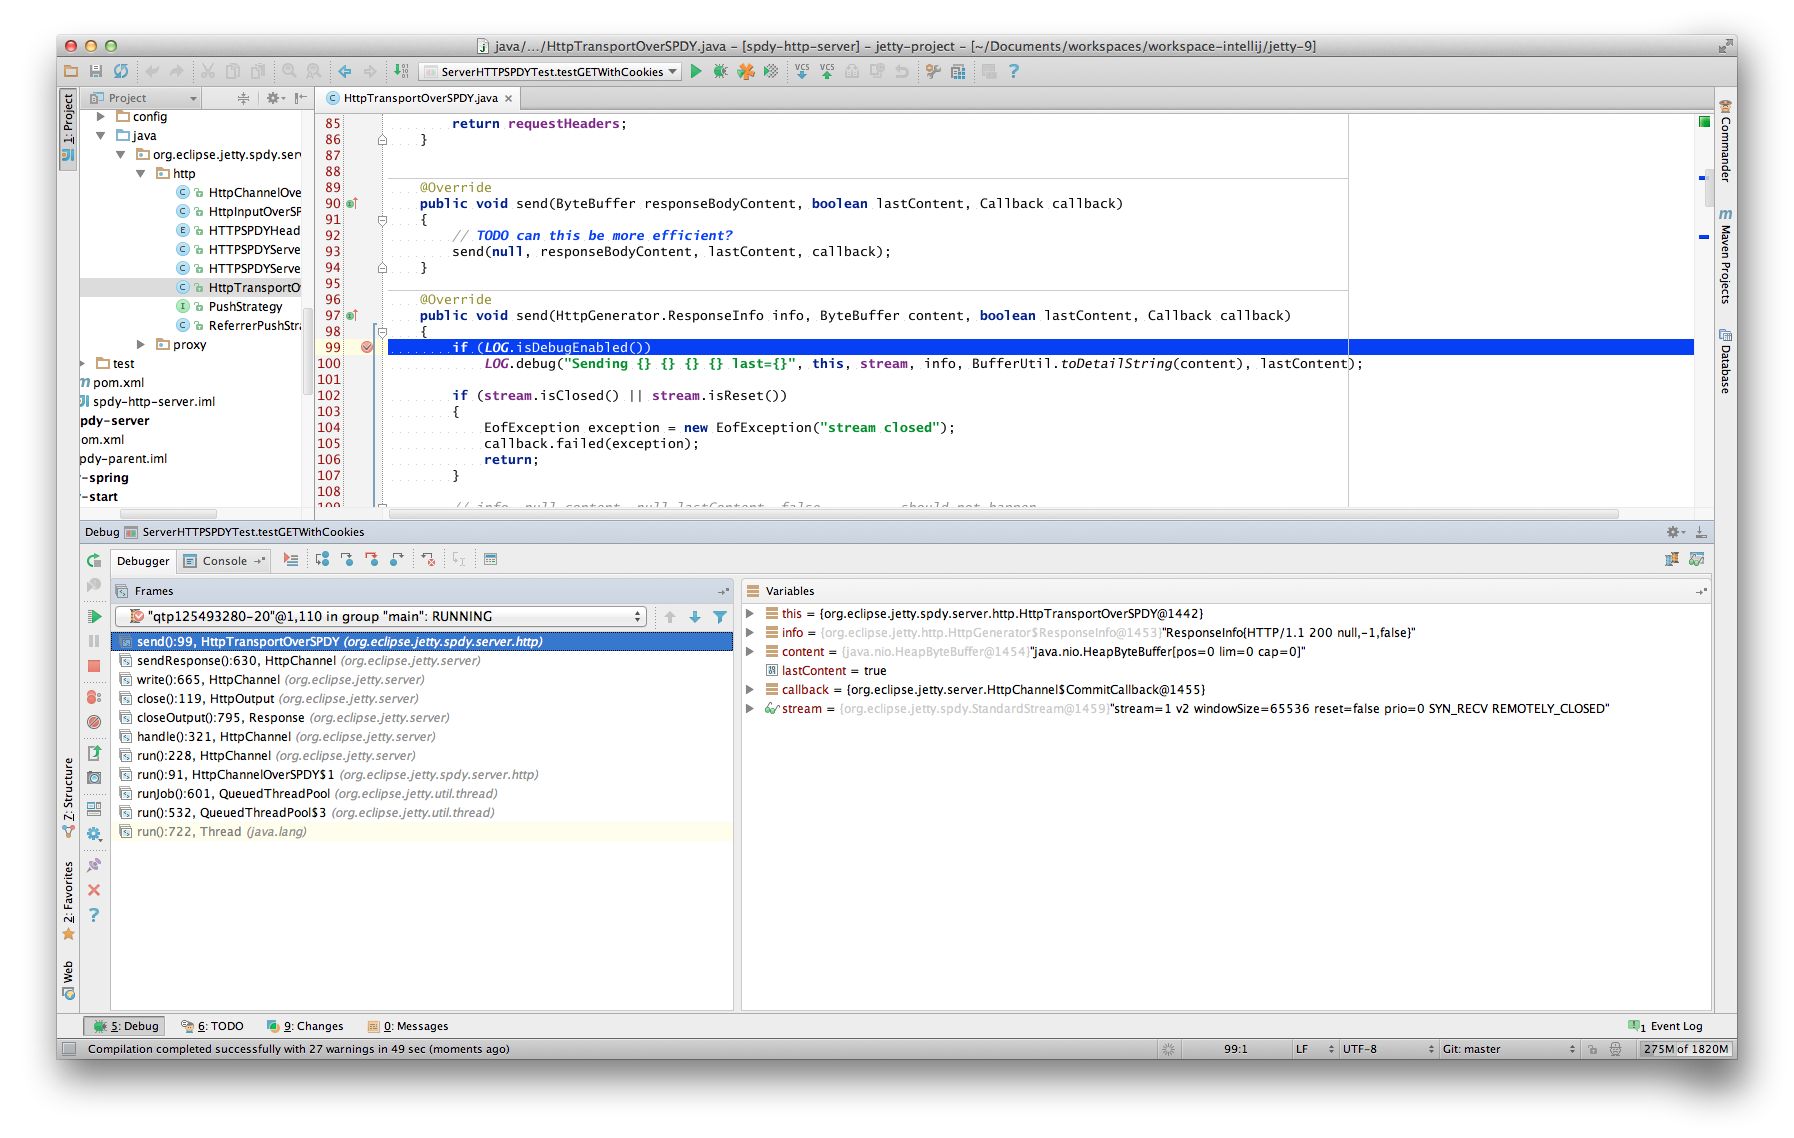 java/.../HttpTransportOverSPDY.java – [spdy-http-server] – jetty-project – [~/Documents/workspaces/workspace-intellij/jetty-9]
ServerHTTPSPDYTest.testGETWithCookies
VCS
VCS
1: Project
Project
HttpTransportOverSPDY.java
config
java
org.eclipse.jetty.spdy.ser
http
HttpChannelOve
HttpInputOverSP
HTTPSPDYHead
HTTPSPDYServe
HTTPSPDYServe
HttpTransportO
PushStrategy
ReferrerPushStra
proxy
test
pom.xml
spdy-http-server.iml
pdy-server
om.xml
pdy-parent.iml
-spring
-start
85 return requestHeaders;
86 }
87
88
89 @Override
90 public void send(ByteBuffer responseBodyContent, boolean lastContent, Callback callback)
91 {
92 // TODO can this be more efficient?
93 send(null, responseBodyContent, lastContent, callback);
94 }
95
96 @Override
97 public void send(HttpGenerator.ResponseInfo info, ByteBuffer content, boolean lastContent, Callback callback)
98 {
99 if (LOG.isDebugEnabled())
100 LOG.debug("Sending {} {} {} {} last={}", this, stream, info, BufferUtil.toDetailString(content), lastContent);
101
102 if (stream.isClosed() || stream.isReset())
103 {
104 EofException exception = new EofException("stream closed");
105 callback.failed(exception);
106 return;
107 }
108
Commander
Maven Projects
Database
Debug ServerHTTPSPDYTest.testGETWithCookies
Debugger Console
Frames
"qtp125493280-20"@1,110 in group "main": RUNNING
send():99, HttpTransportOverSPDY (org.eclipse.jetty.spdy.server.http)
sendResponse():630, HttpChannel (org.eclipse.jetty.server)
write():665, HttpChannel (org.eclipse.jetty.server)
close():119, HttpOutput (org.eclipse.jetty.server)
closeOutput():795, Response (org.eclipse.jetty.server)
handle():321, HttpChannel (org.eclipse.jetty.server)
run():228, HttpChannel (org.eclipse.jetty.server)
run():91, HttpChannelOverSPDY$1 (org.eclipse.jetty.spdy.server.http)
runJob():601, QueuedThreadPool (org.eclipse.jetty.util.thread)
run():532, QueuedThreadPool$3 (org.eclipse.jetty.util.thread)
run():722, Thread (java.lang)
Variables
this = {org.eclipse.jetty.spdy.server.http.HttpTransportOverSPDY@1442}
info = {org.eclipse.jetty.http.HttpGenerator$ResponseInfo@1453}"ResponseInfo{HTTP/1.1 200 null,-1,false}"
content = {java.nio.HeapByteBuffer@1454}"java.nio.HeapByteBuffer[pos=0 lim=0 cap=0]"
lastContent = true
callback = {org.eclipse.jetty.server.HttpChannel$CommitCallback@1455}
stream = {org.eclipse.jetty.spdy.StandardStream@1459}"stream=1 v2 windowSize=65536 reset=false prio=0 SYN_RECV REMOTELY_CLOSED"
Z: Structure
2: Favorites
Web
5: Debug 6: TODO 9: Changes 0: Messages
1 Event Log
Compilation completed successfully with 27 warnings in 49 sec (moments ago)
99:1 LF UTF-8 Git: master 275M of 1820M